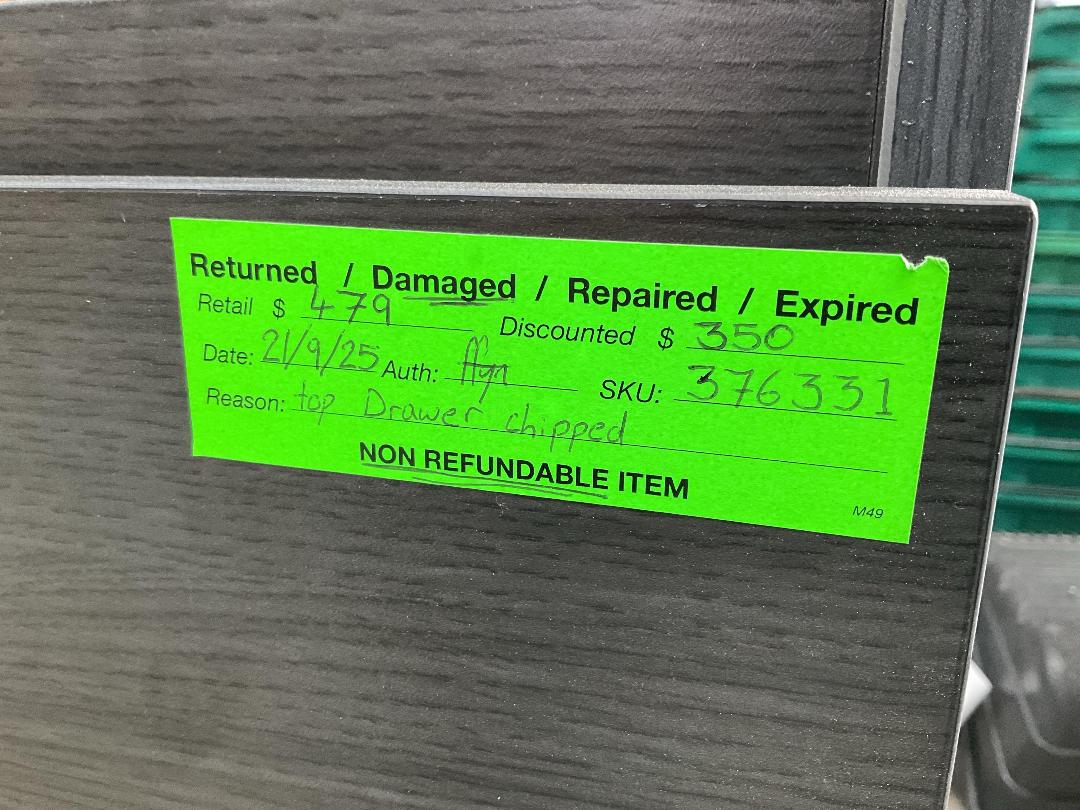 Returned / Damaged / Repaired / Expired
Retail $ 479 Discounted $ 350
Date: 21/9/25 Auth: SKU: 376331
Reason: top Drawer chipped
NON REFUNDABLE ITEM
M49